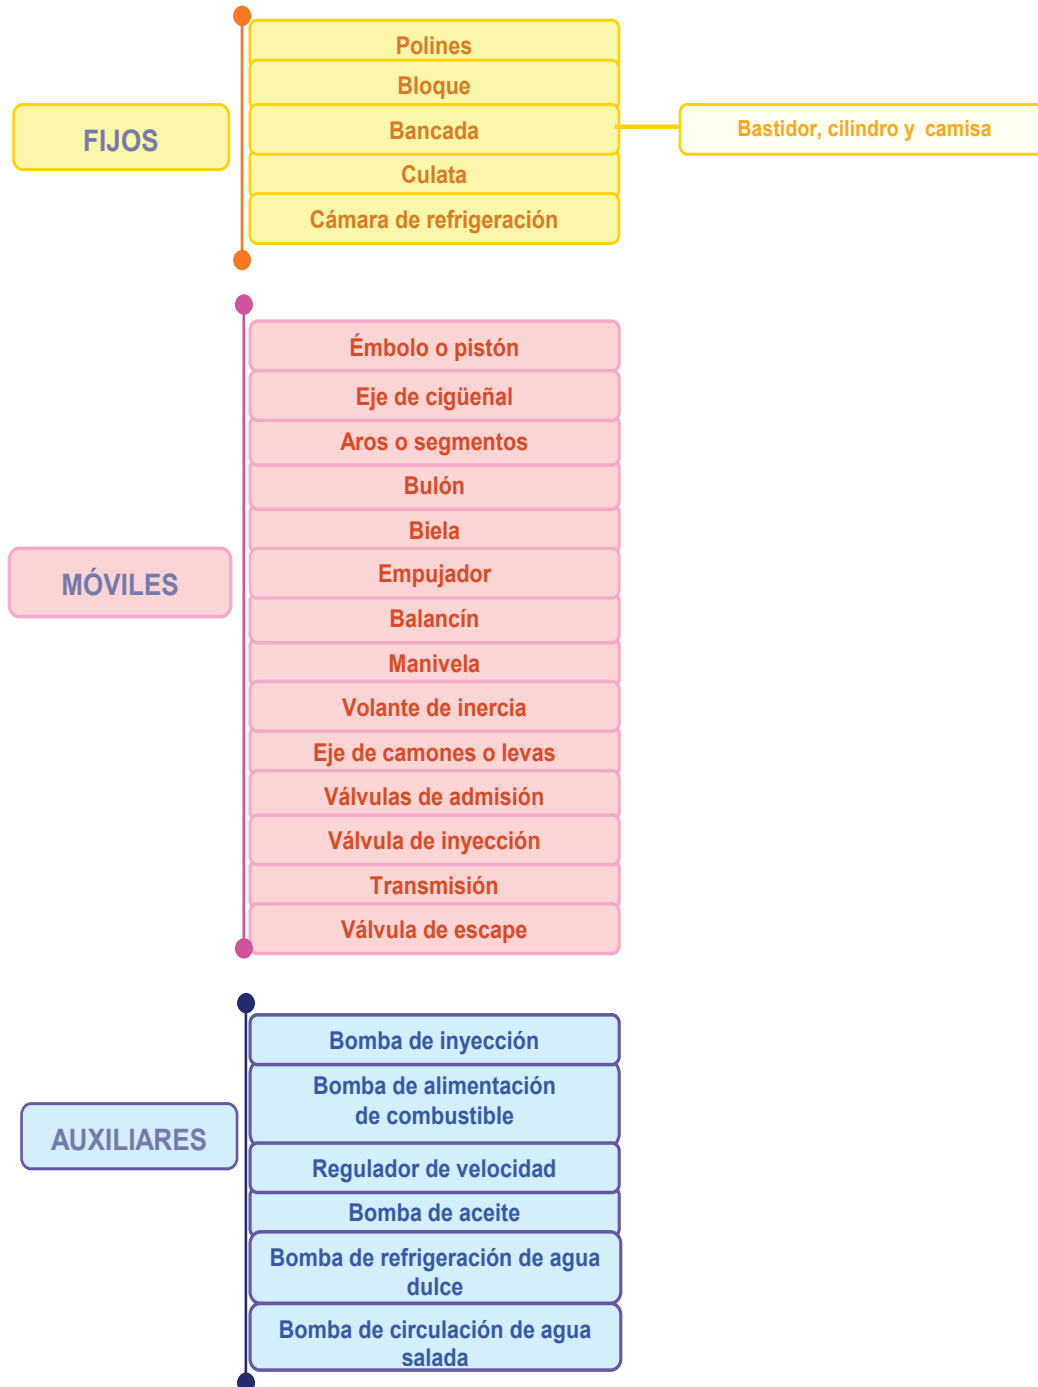 FIJOS
Polines
Bloque
Bancada
Bastidor, cilindro y camisa
Culata
Cámara de refrigeración
MÓVILES
Émbolo o pistón
Eje de cigüeñal
Aros o segmentos
Bulón
Biela
Empujador
Balancín
Manivela
Volante de inercia
Eje de camones o levas
Válvulas de admisión
Válvula de inyección
Transmisión
Válvula de escape
AUXILIARES
Bomba de inyección
Bomba de alimentación
de combustible
Regulador de velocidad
Bomba de aceite
Bomba de refrigeración de agua
dulce
Bomba de circulación de agua
salada